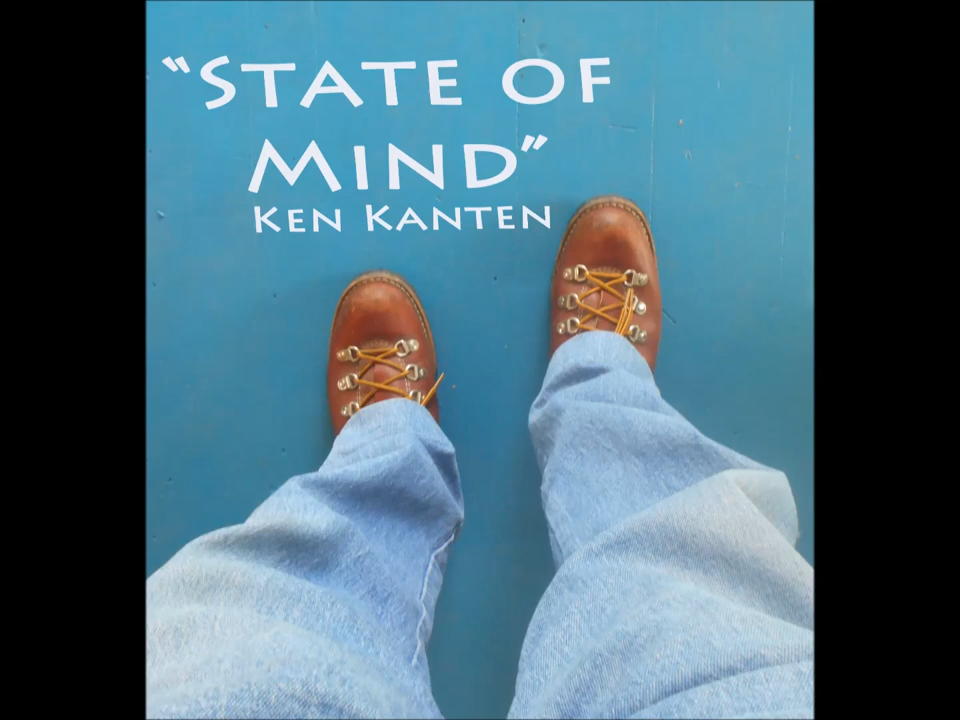 “State of
Mind”
Ken Kanten